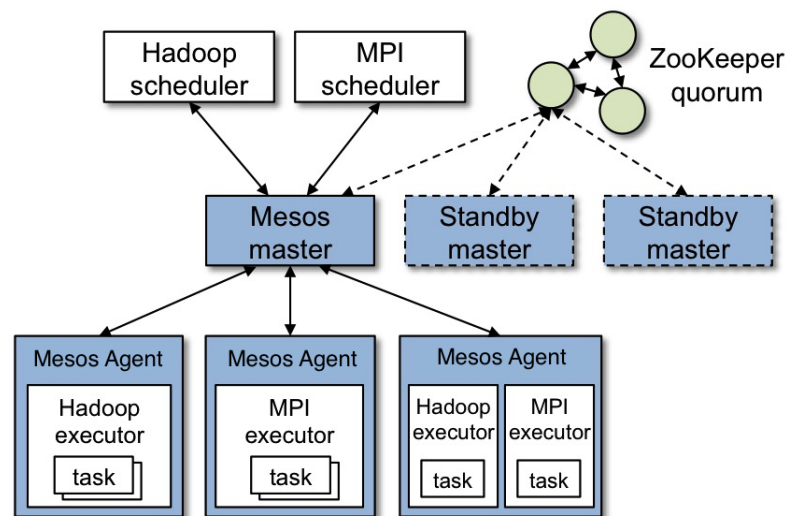 Hadoop
scheduler
MPI
scheduler
ZooKeeper
quorum
Mesos
master
Standby
master
Standby
master
Mesos Agent
Hadoop
executor
task
Mesos Agent
MPI
executor
task
Mesos Agent
Hadoop
executor
task
MPI
executor
task